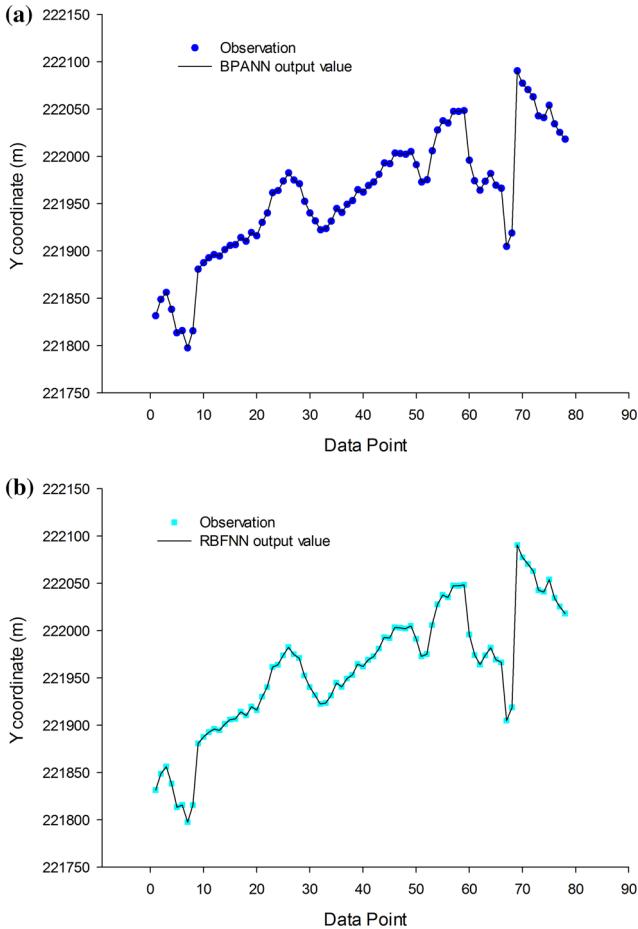 (a)
222150
222100
222050
222000
221950
221900
221850
221800
221750
Y coordinate (m)
Observation
BPANN output value
0 10 20 30 40 50 60 70 80 90
Data Point
(b)
222150
222100
222050
222000
221950
221900
221850
221800
221750
Y coordinate (m)
Observation
RBFNN output value
0 10 20 30 40 50 60 70 80 90
Data Point